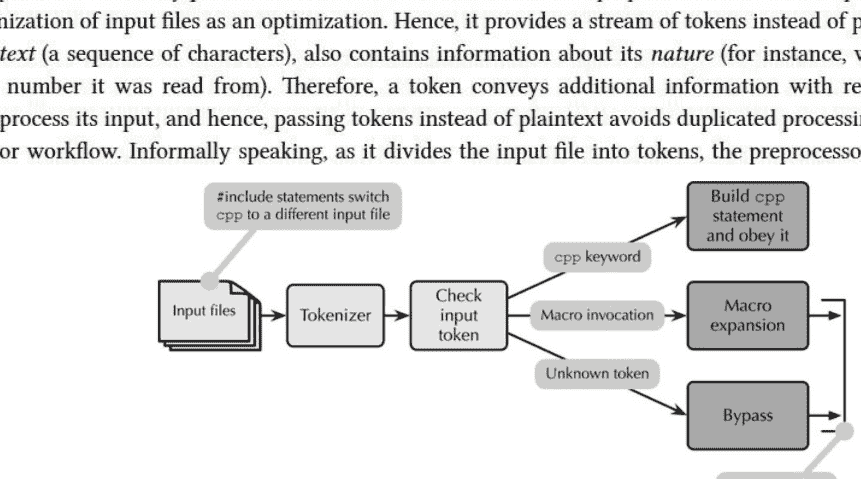 nization of input files as an optimization. Hence, it provides a stream of tokens instead of p
text (a sequence of characters), also contains information about its nature (for instance, v
number it was read from). Therefore, a token conveys additional information with re
process its input, and hence, passing tokens instead of plaintext avoids duplicated processi
or workflow. Informally speaking, as it divides the input file into tokens, the preprocesso
#include statements switch
cpp to a different input file
Build cpp
statement
and obey it
cpp keyword
Input files
Tokenizer
Check
input
token
Macro invocation
Macro
expansion
Unknown token
Bypass